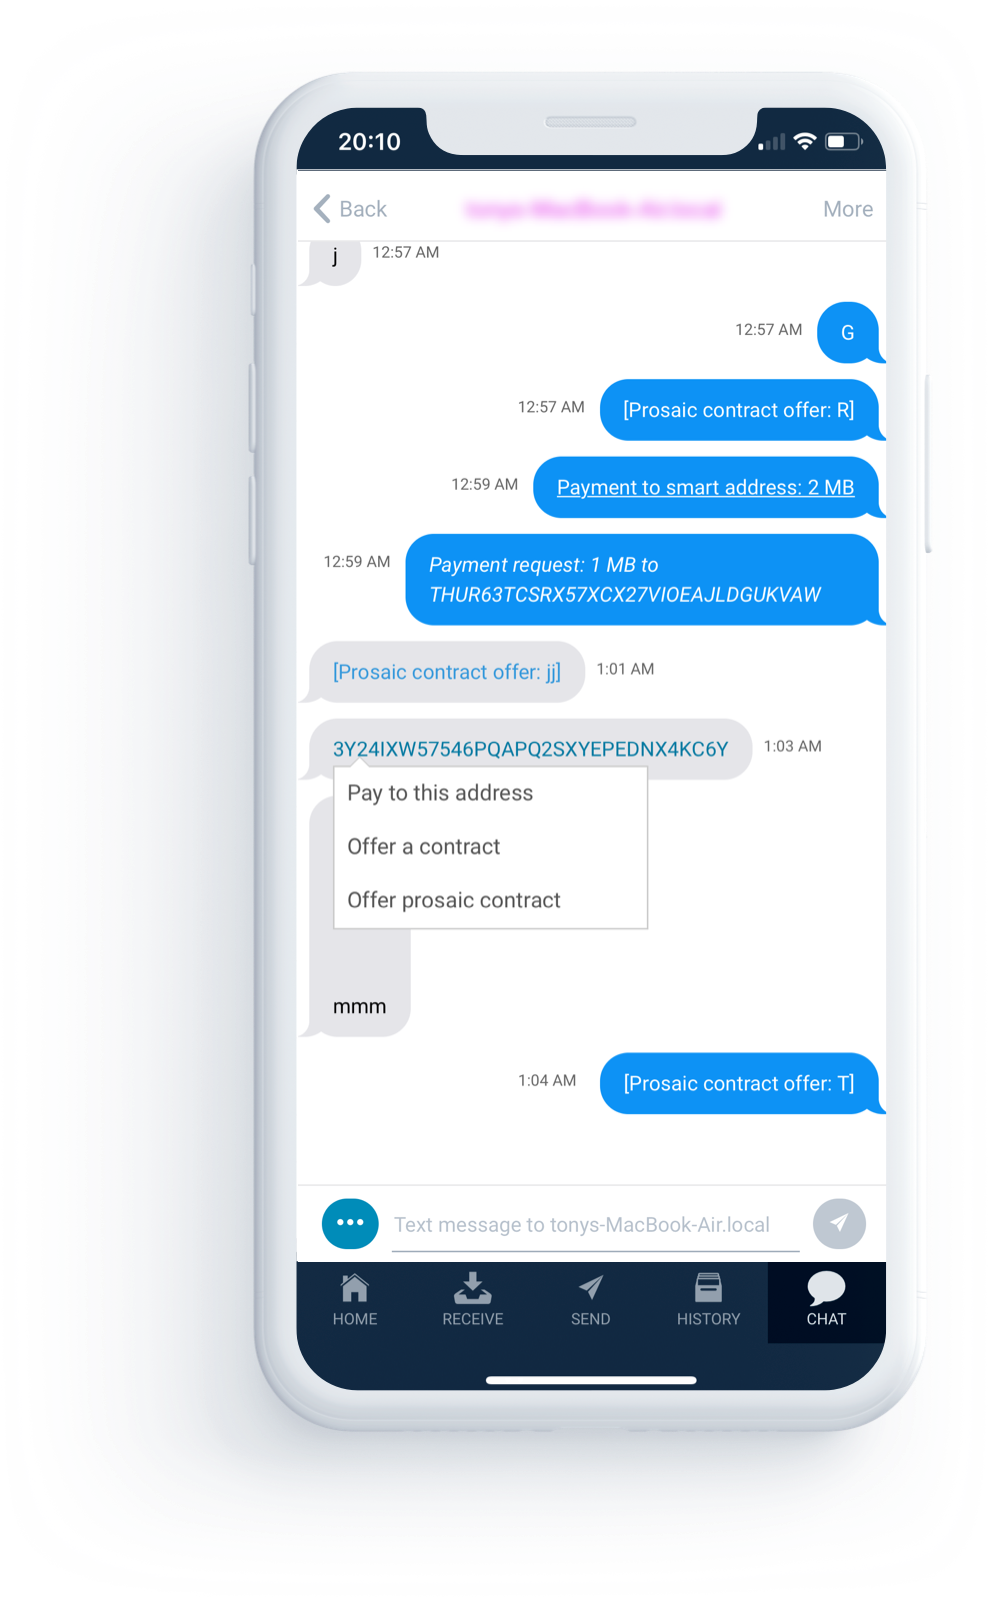 20:10
Back
More
j
12:57 AM
12:57 AM
G
12:57 AM
[Prosaic contract offer: R]
12:59 AM
Payment to smart address: 2 MB
12:59 AM
Payment request: 1 MB to
THUR63TCSRX57XCX27VIOEAJLDGUKVAW
[Prosaic contract offer: jj]
1:01 AM
3Y24IXW57546PQAPQ2SXYEPEDNX4KC6Y
1:03 AM
Pay to this address
Offer a contract
Offer prosaic contract
mmm
1:04 AM
[Prosaic contract offer: T]
Text message to tonys-MacBook-Air.local
HOME
RECEIVE
SEND
HISTORY
CHAT